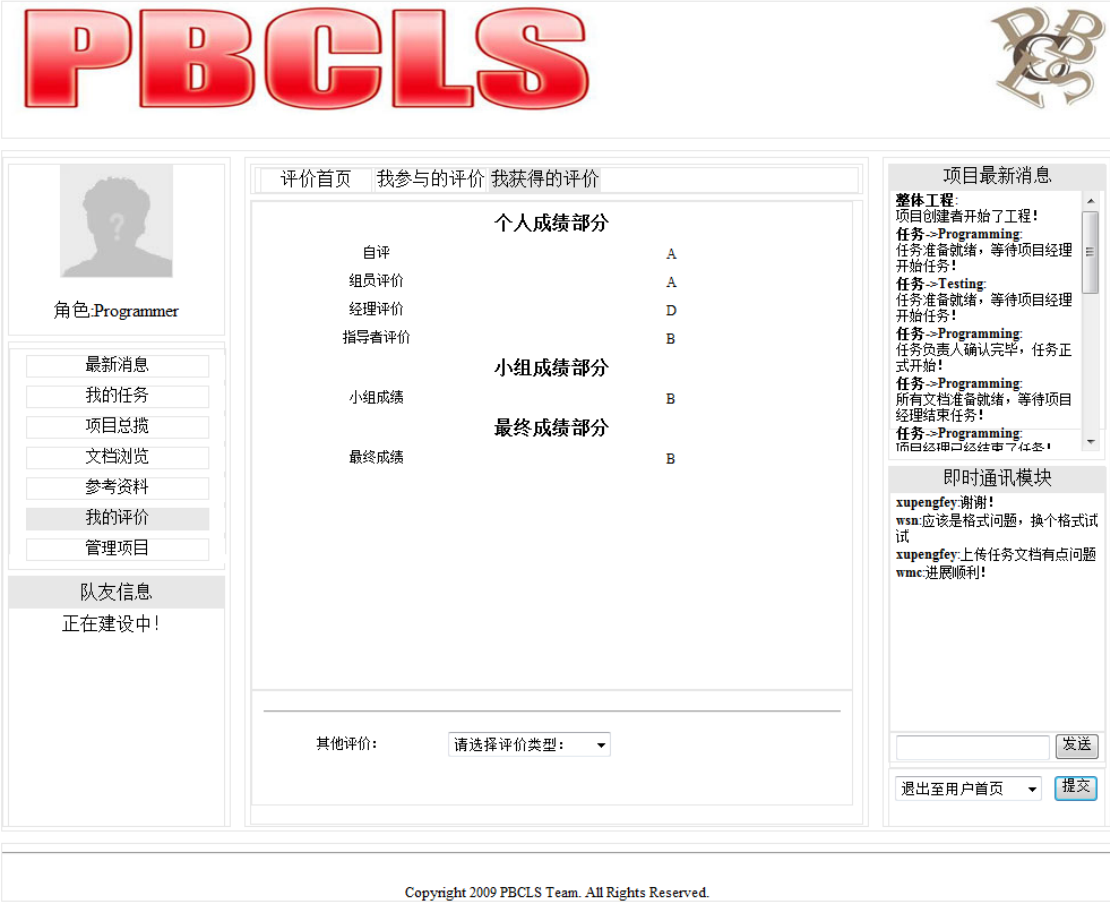 PBCLS
PBCLS
角色:Programmer
最新消息
我的任务
项目总揽
文档浏览
参考资料
我的评价
管理项目
队友信息
正在建设中！
评价首页 我参与的评价 我获得的评价
个人成绩部分
自评 A
组员评价 A
经理评价 D
指导者评价 B
小组成绩部分
小组成绩 B
最终成绩部分
最终成绩 B
其他评价： 请选择评价类型：
项目最新消息
整体工程:
项目创建者开始了工程！
任务->Programming:
任务准备就绪，等待项目经理
开始任务！
任务->Testing:
任务准备就绪，等待项目经理
开始任务！
任务->Programming:
任务负责人确认完毕，任务正
式开始！
任务->Programming:
所有文档准备就绪，等待项目
经理结束任务！
任务->Programming:
项目经理已经结束了任务！
即时通讯模块
xupengfey:谢谢！
wsn:应该是格式问题，换个格式试
试
xupengfey:上传任务文档有点问题
wmc:进展顺利！
发送
退出至用户首页 提交
Copyright 2009 PBCLS Team. All Rights Reserved.